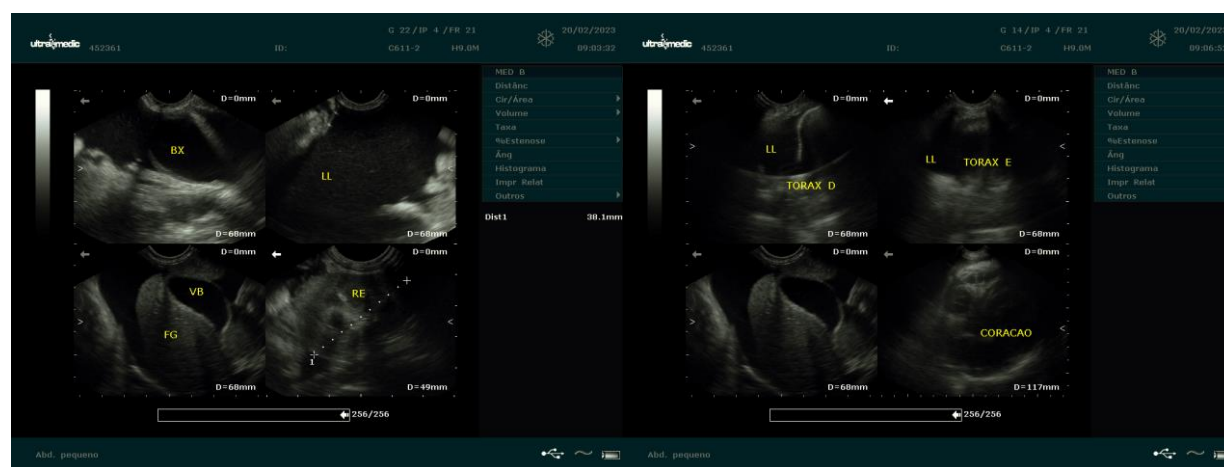 G 22/IP 4 /FR 21
20/02/2023
ultramedic 452361
ID:
C611-2 H9.0M
09:03:32
MED B
Distânc
Cir/Área
Volume
Taxa
%Estenose
Âng
Histograma
Impr Relat
Outros
Dist1 38.1mm
D=0mm
D=0mm
BX
LL
D=68mm
D=68mm
D=0mm
D=0mm
VB
RE
FG
1
D=68mm
D=49mm
256/256
Abd. pequeno
G 14/IP 4 /FR 21
20/02/202
ultramedic 452361
ID:
C611-2 H9.0M
09:06:5
MED B
Distânc
Cir/Área
Volume
Taxa
%Estenose
Âng
Histograma
Impr Relat
Outros
D=0mm
D=0mm
LL
LL TORAX E
TORAX D
D=68mm
D=68mm
D=0mm
D=0mm
CORACAO
D=68mm
D=117mm
256/256
Abd. pequeno